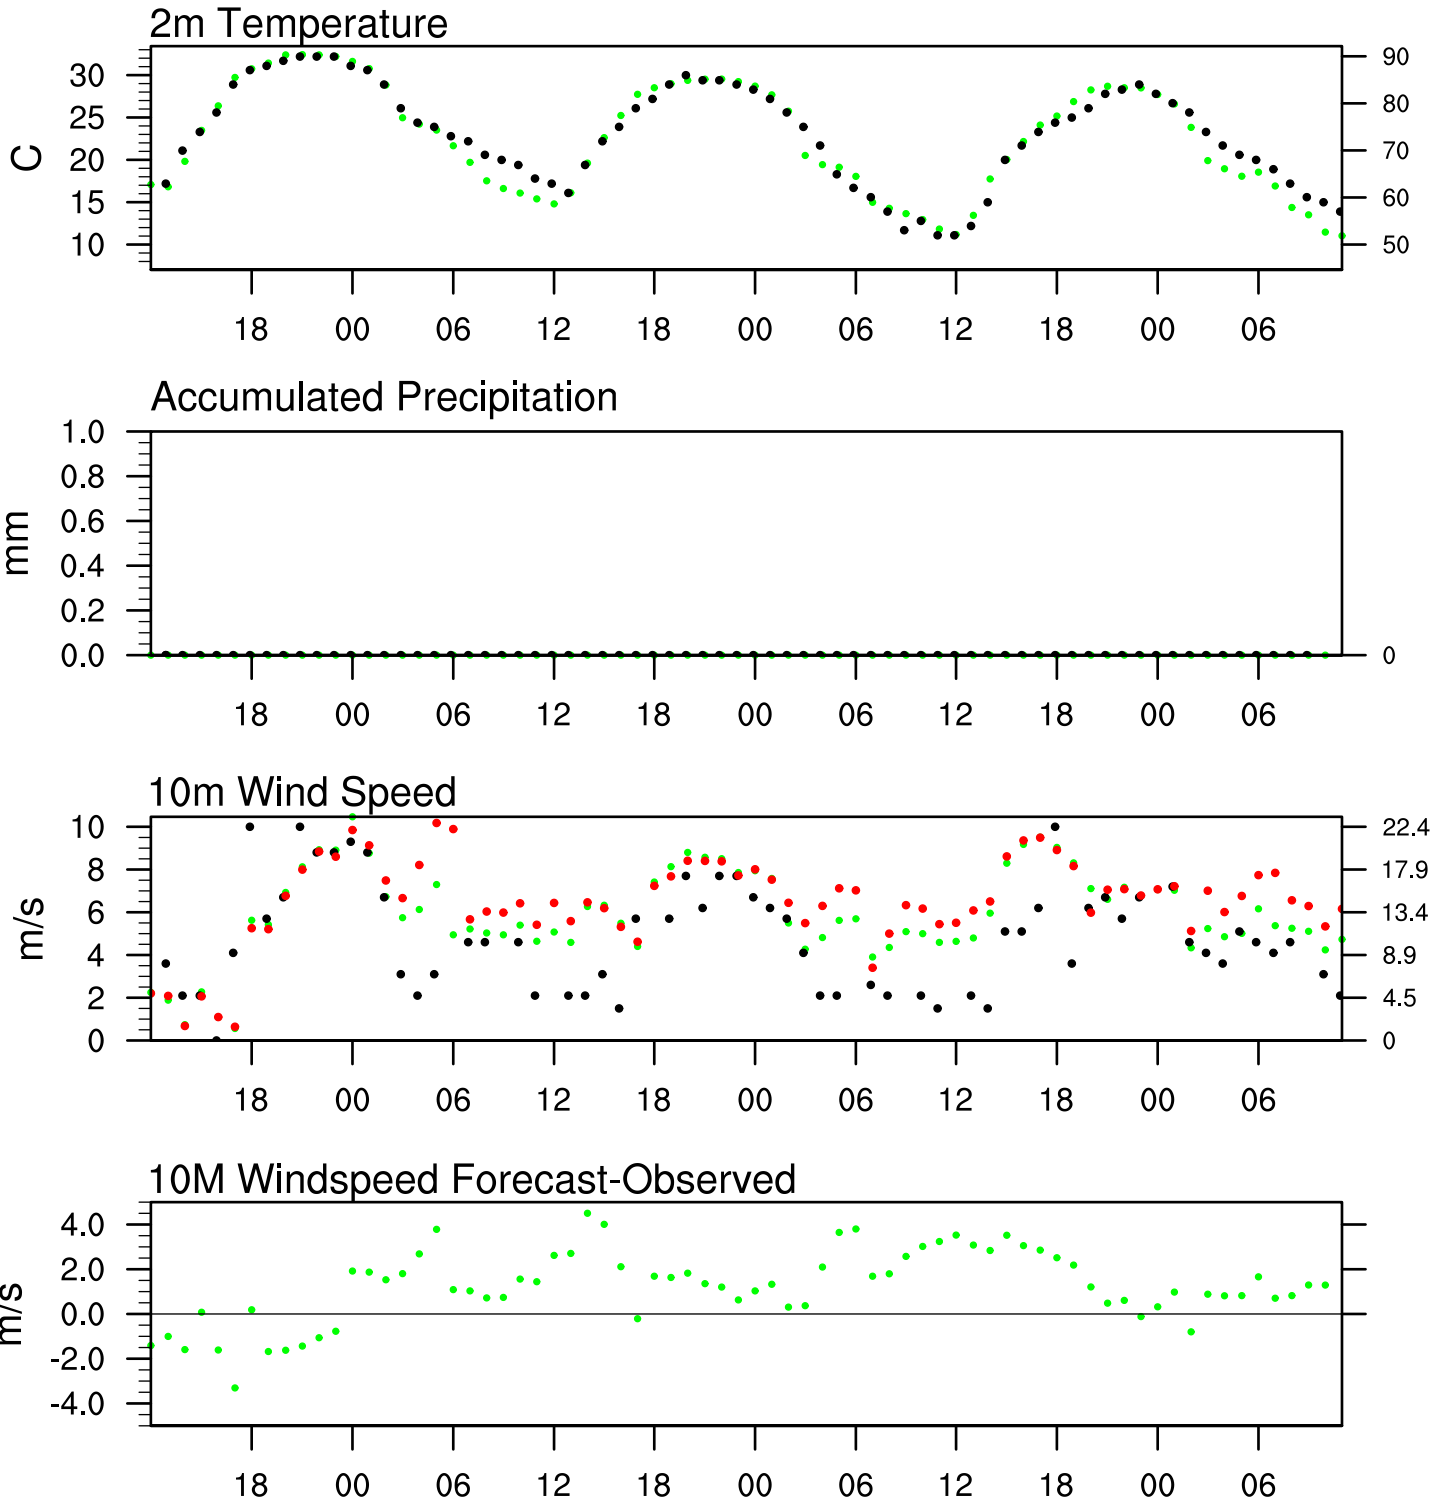 2m Temperature
30 90
25 80
C
20 70
15 60
10 50
18 00 06 12 18 00 06 12 18 00 06
Accumulated Precipitation
1.0
0.8
0.6
mm
0.4
0.2
0.0 0
18 00 06 12 18 00 06 12 18 00 06
10m Wind Speed
10 22.4
8 17.9
6 13.4
m/s
4 8.9
2 4.5
0 0
18 00 06 12 18 00 06 12 18 00 06
10M Windspeed Forecast-Observed
4.0
2.0
0.0
m/s
-2.0
-4.0
18 00 06 12 18 00 06 12 18 00 06